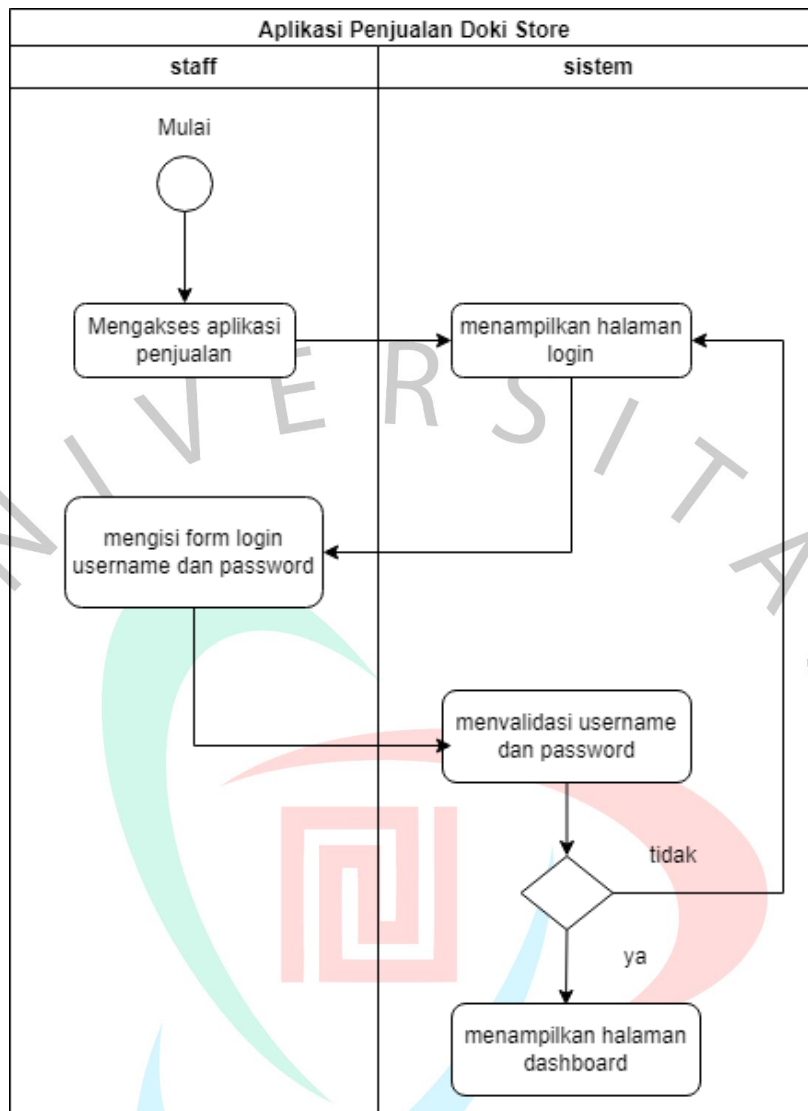 Aplikasi Penjualan Doki Store
staff
sistem
Mulai
Mengakses aplikasi
penjualan
menampilkan halaman
login
mengisi form login
username dan password
menvalidasi username
dan password
tidak
ya
menampilkan halaman
dashboard